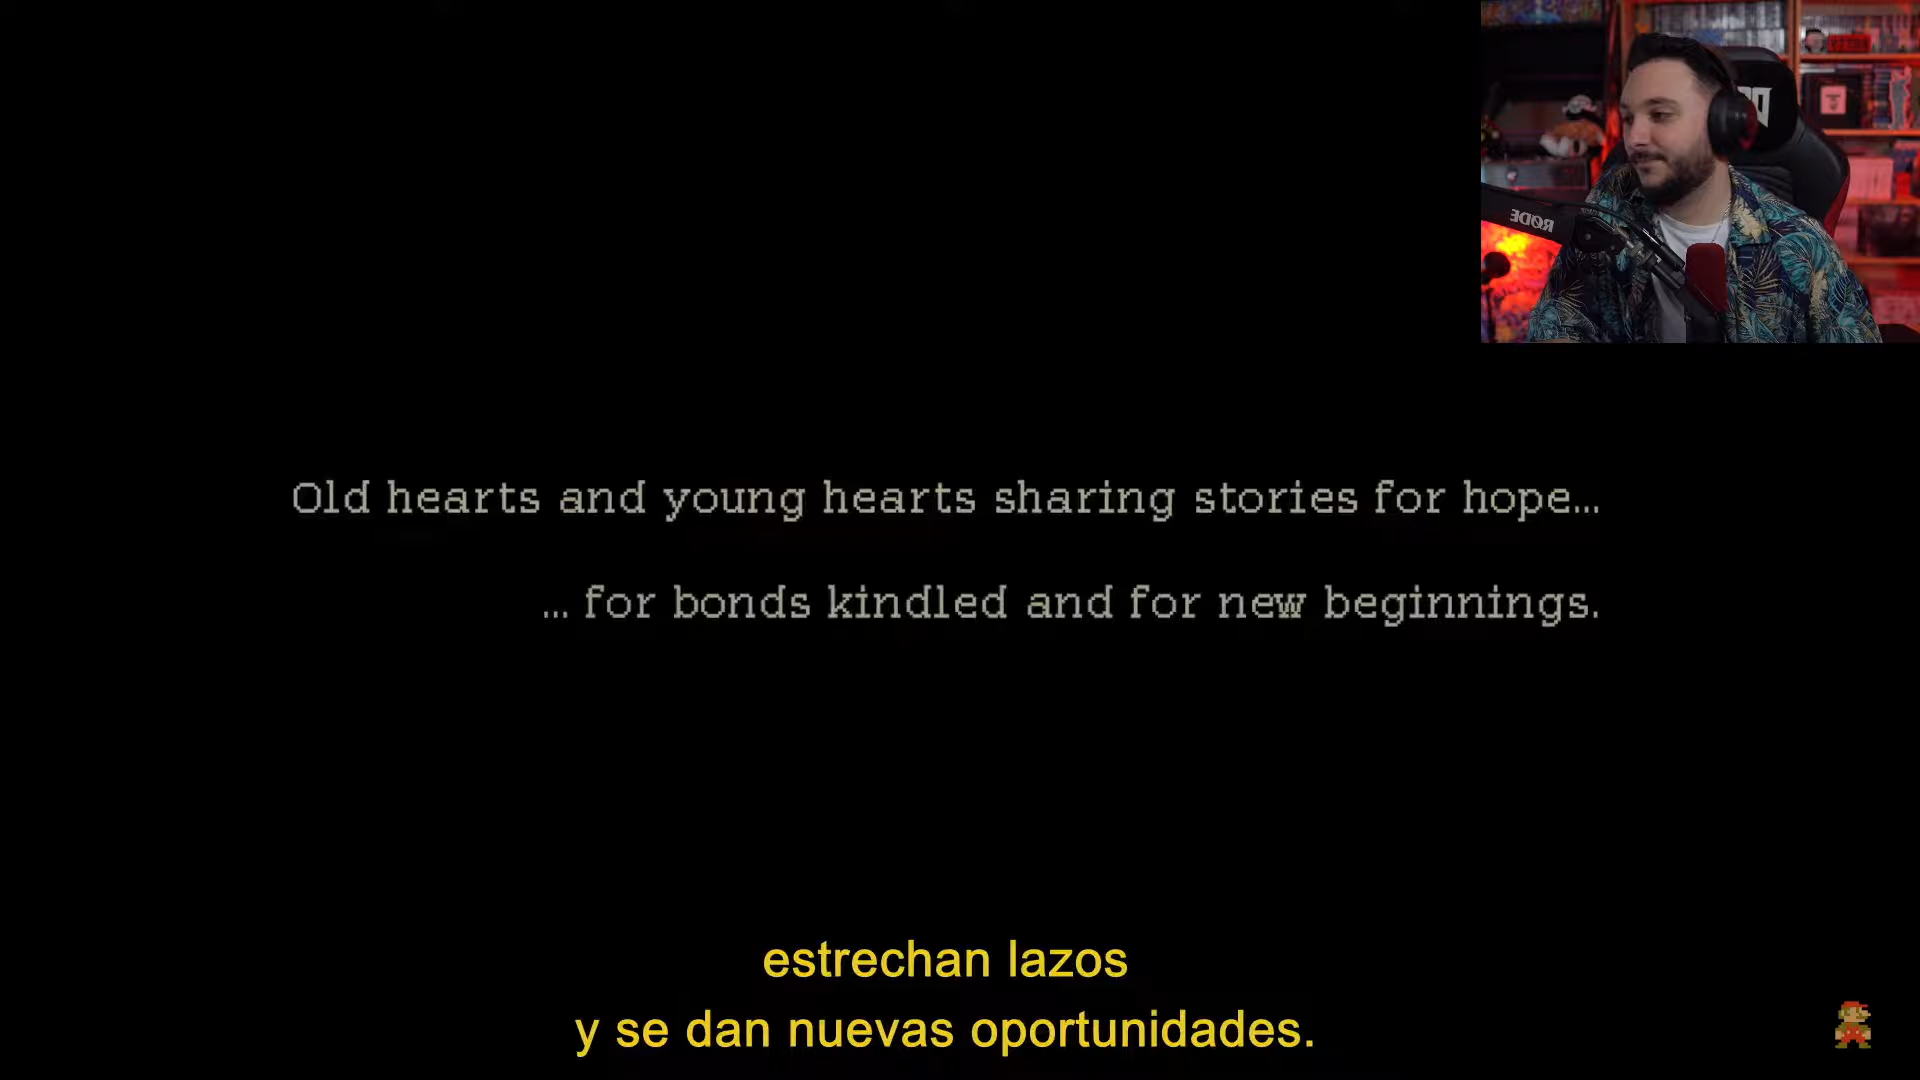 RØDE
Old hearts and young hearts sharing stories for hope...
... for bonds kindled and for new beginnings.
estrechan lazos
y se dan nuevas oportunidades.